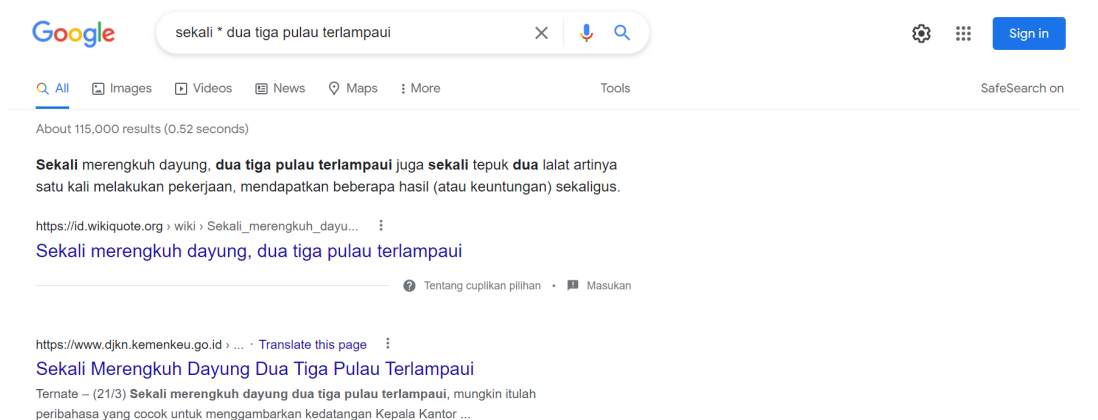 Google
sekali * dua tiga pulau terlampaui
Sign in
All Images Videos News Maps More Tools SafeSearch on
About 115,000 results (0.52 seconds)
Sekali merengkuh dayung, dua tiga pulau terlampaui juga sekali tepuk dua lalat artinya
satu kali melakukan pekerjaan, mendapatkan beberapa hasil (atau keuntungan) sekaligus.
https://id.wikiquote.org › wiki › Sekali_merengkuh_dayu...
Sekali merengkuh dayung, dua tiga pulau terlampaui
Tentang cuplikan pilihan • Masukan
https://www.djkn.kemenkeu.go.id › ... · Translate this page
Sekali Merengkuh Dayung Dua Tiga Pulau Terlampaui
Ternate – (21/3) Sekali merengkuh dayung dua tiga pulau terlampaui, mungkin itulah
peribahasa yang cocok untuk menggambarkan kedatangan Kepala Kantor ...